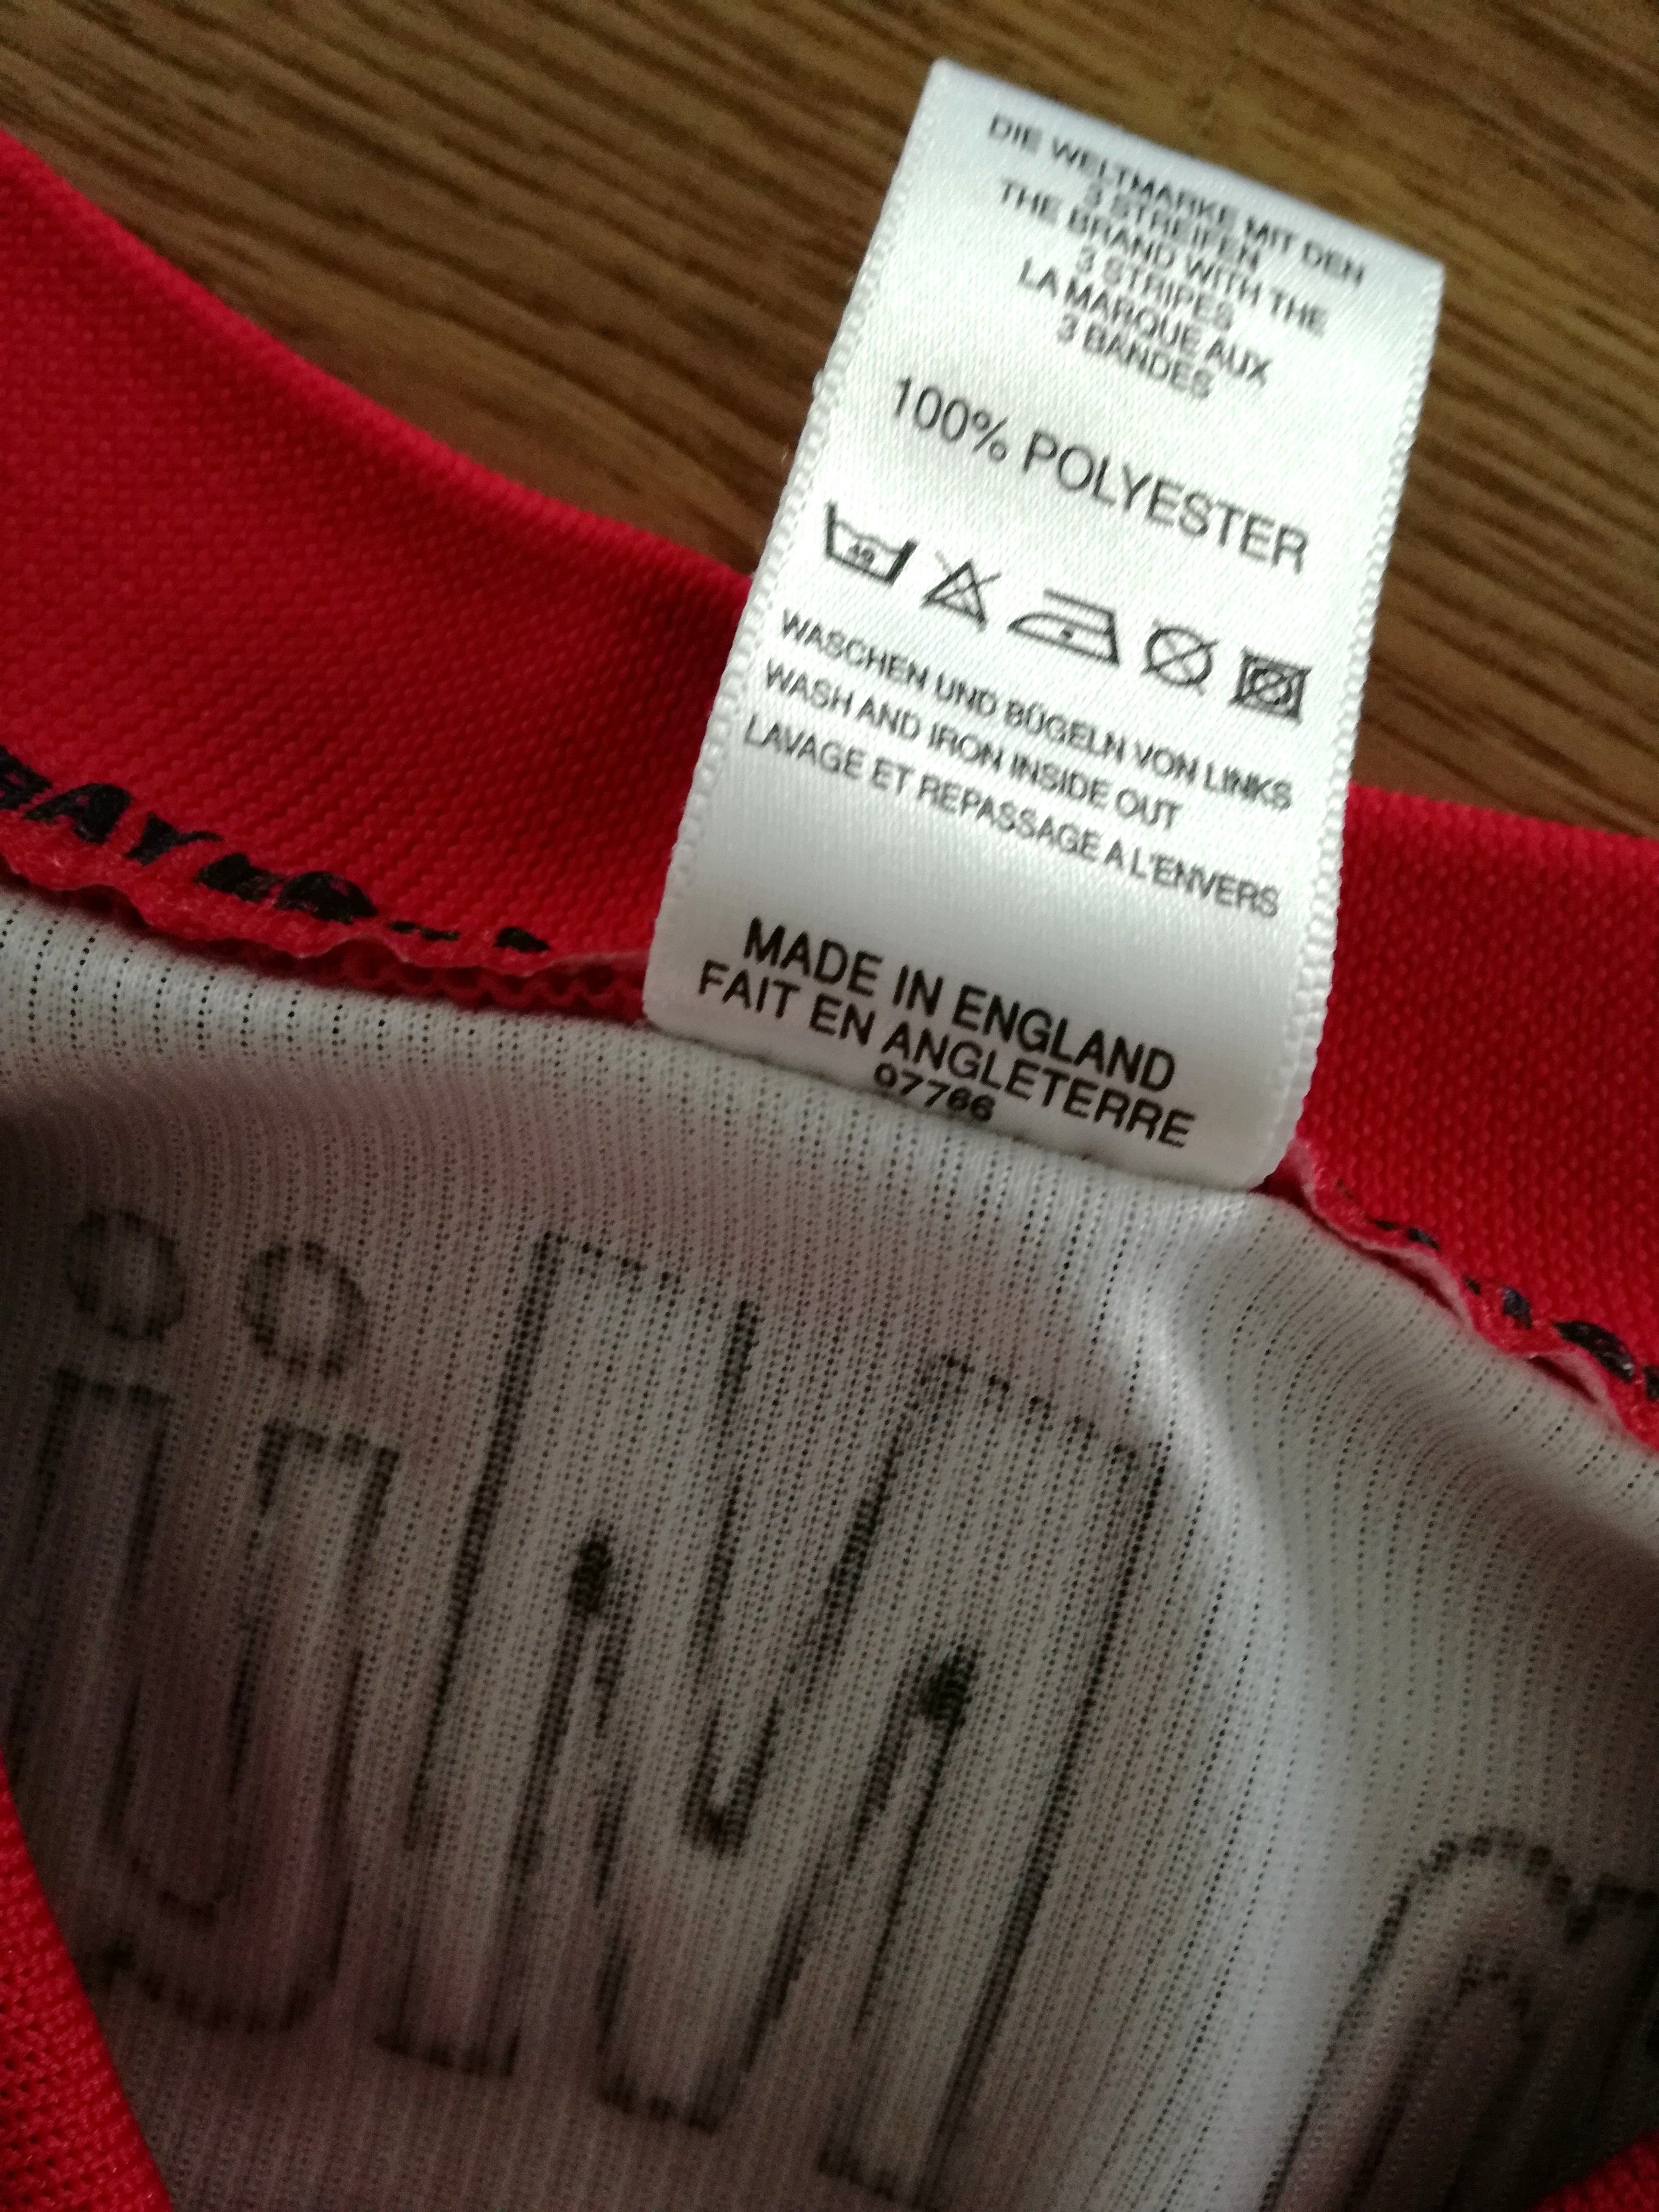 DIE WELTMARKE MIT DEN
3 STREIFEN
THE BRAND WITH THE
3 STRIPES
LA MARQUE AUX
3 BANDES
100% POLYESTER
40
WASCHEN UND BÜGELN VON LINKS
WASH AND IRON INSIDE OUT
LAVAGE ET REPASSAGE A L'ENVERS
MADE IN ENGLAND
FAIT EN ANGLETERRE
07766